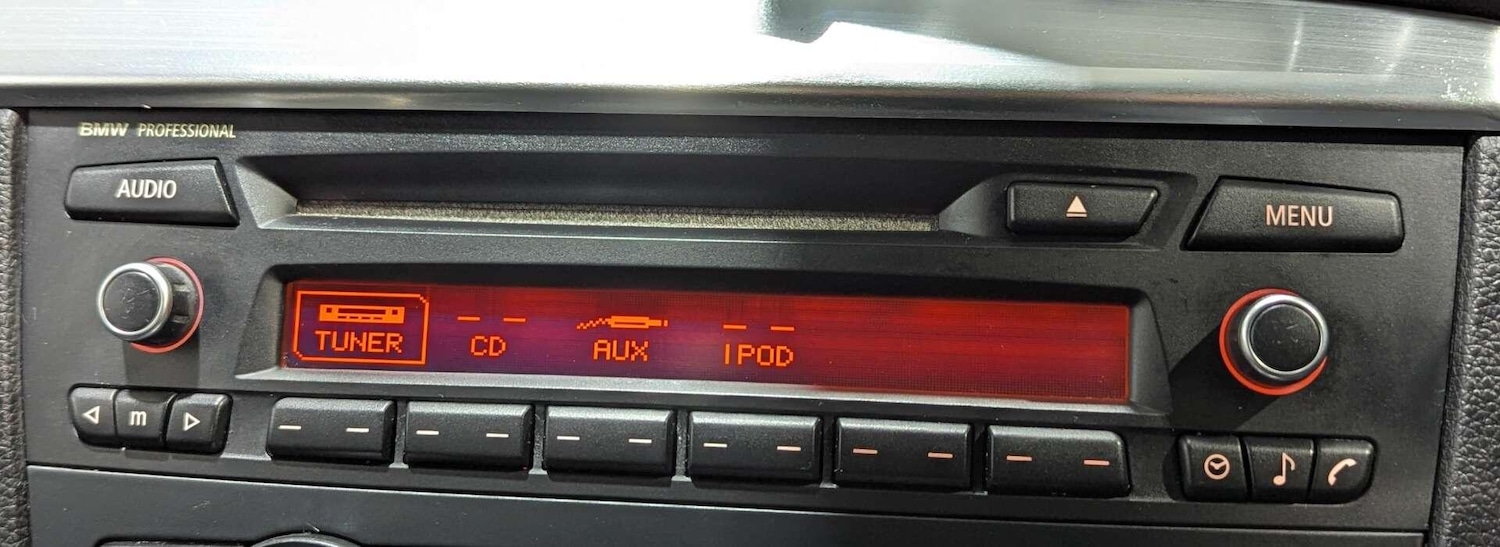 BMW PROFESSIONAL
AUDIO
MENU
TUNER
CD
AUX
IPOD
m